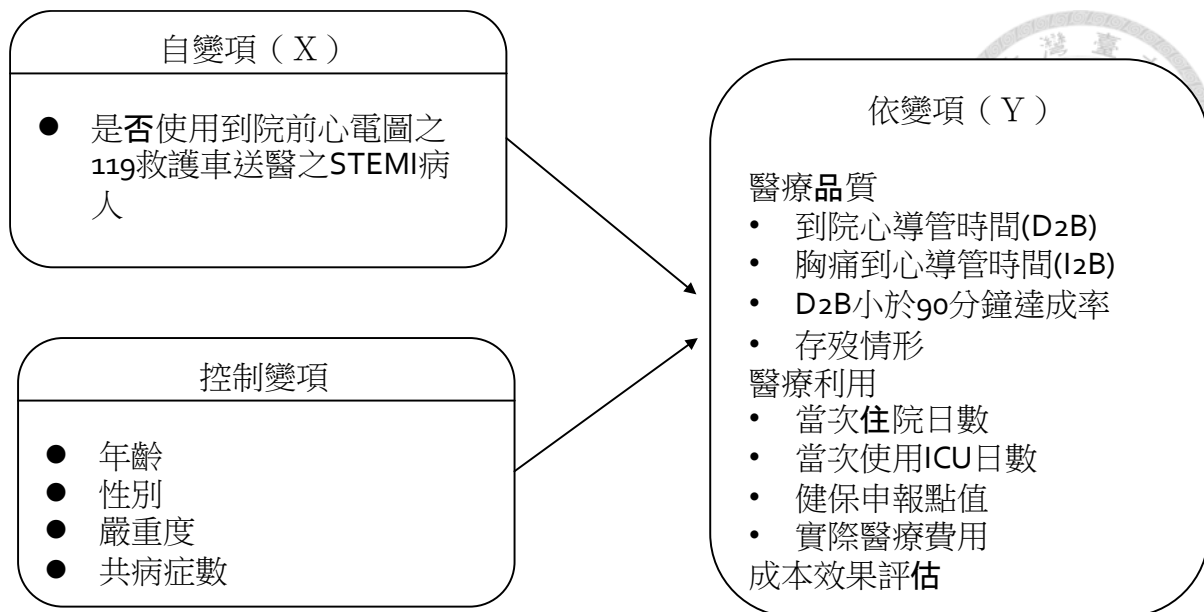 自變項（X）
● 是否使用到院前心電圖之
119救護車送醫之STEMI病
人
控制變項
● 年齡
● 性別
● 嚴重度
● 共病症數
灣臺
依變項（Y）
醫療品質
• 到院心導管時間(D2B)
• 胸痛到心導管時間(I2B)
• D2B小於90分鐘達成率
• 存歿情形
醫療利用
• 當次住院日數
• 當次使用ICU日數
• 健保申報點值
• 實際醫療費用
成本效果評估